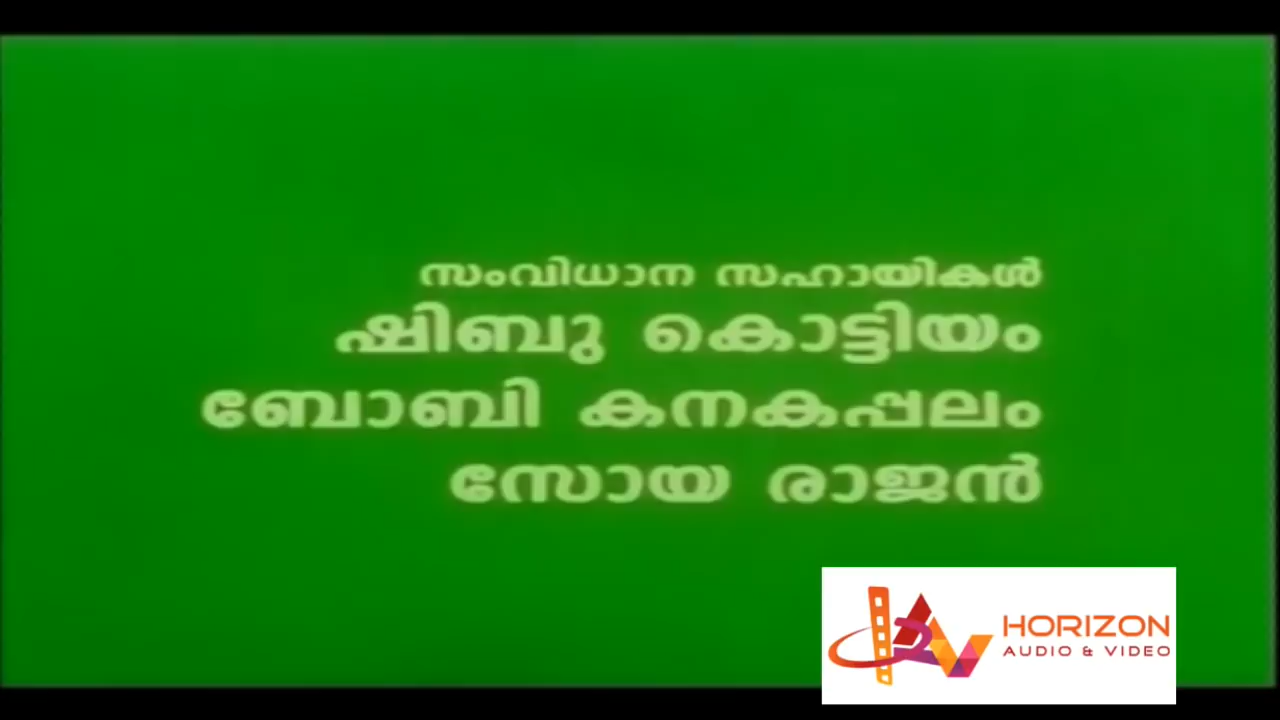 സംവിധാന സഹായികൾ
ഷിബു കൊട്ടിയം
ബോബി കനകപ്പലം
സോയ രാജൻ
HORIZON
AUDIO & VIDEO